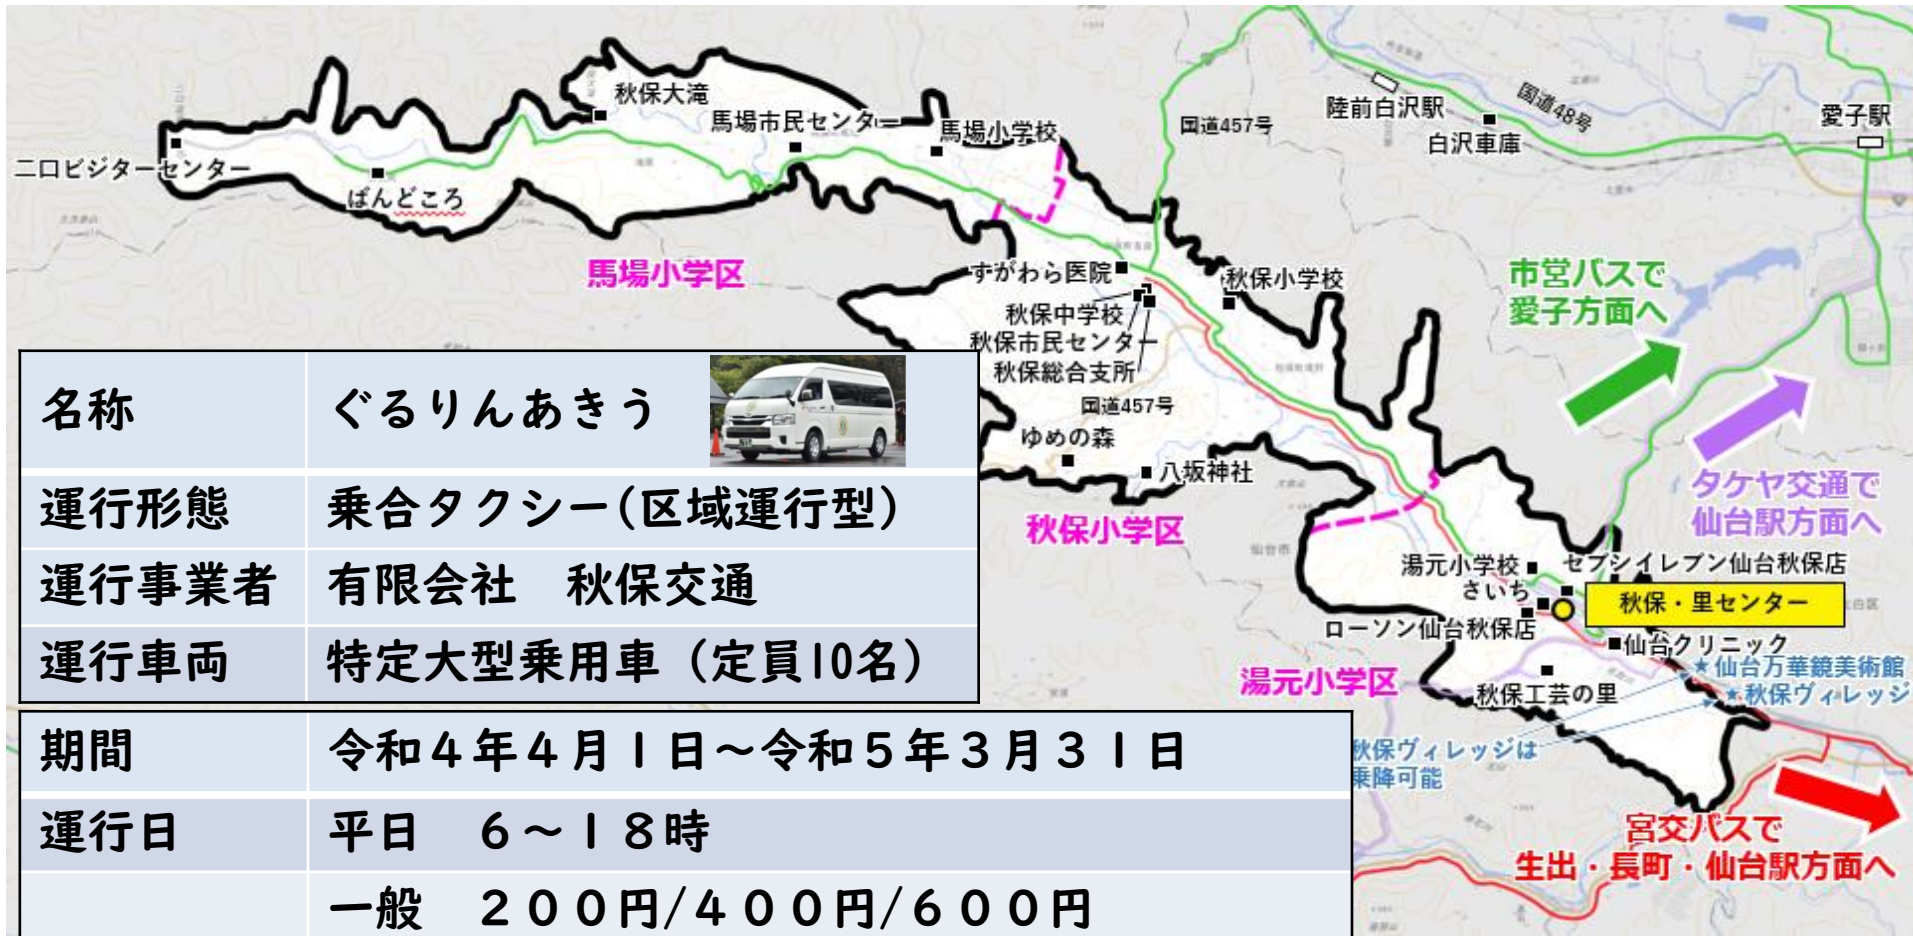 秋保大滝
馬場市民センター
馬場小学校
二口ビジターセンター
ばんどころ
国道457号
陸前白沢駅
国道48号
白沢車庫
愛子駅
馬場小学区
すがわら医院
秋保小学校
秋保中学校
秋保市民センター
秋保総合支所
国道457号
ゆめの森
八坂神社
秋保小学区
市営バスで
愛子方面へ
タケヤ交通で
仙台駅方面へ
仙台市
湯元小学校
セブンイレブン仙台秋保店
さいち
秋保・里センター
ローソン仙台秋保店
仙台クリニック
湯元小学区
★仙台万華鏡美術館
★秋保ヴィレッジ
秋保工芸の里
秋保ヴィレッジは
乗降可能
宮交バスで
生出・長町・仙台駅方面へ
名称 ぐるりんあきう
運行形態 乗合タクシー(区域運行型)
運行事業者 有限会社 秋保交通
運行車両 特定大型乗用車（定員10名）
期間 令和4年4月1日～令和5年3月31日
運行日 平日 6～18時
一般 200円/400円/600円